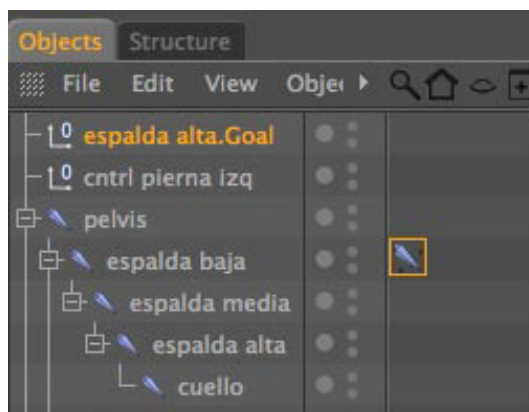 Objects Structure
File Edit View Objec
espalda alta.Goal
cntrl pierna izq
pelvis
espalda baja
espalda media
espalda alta
cuello